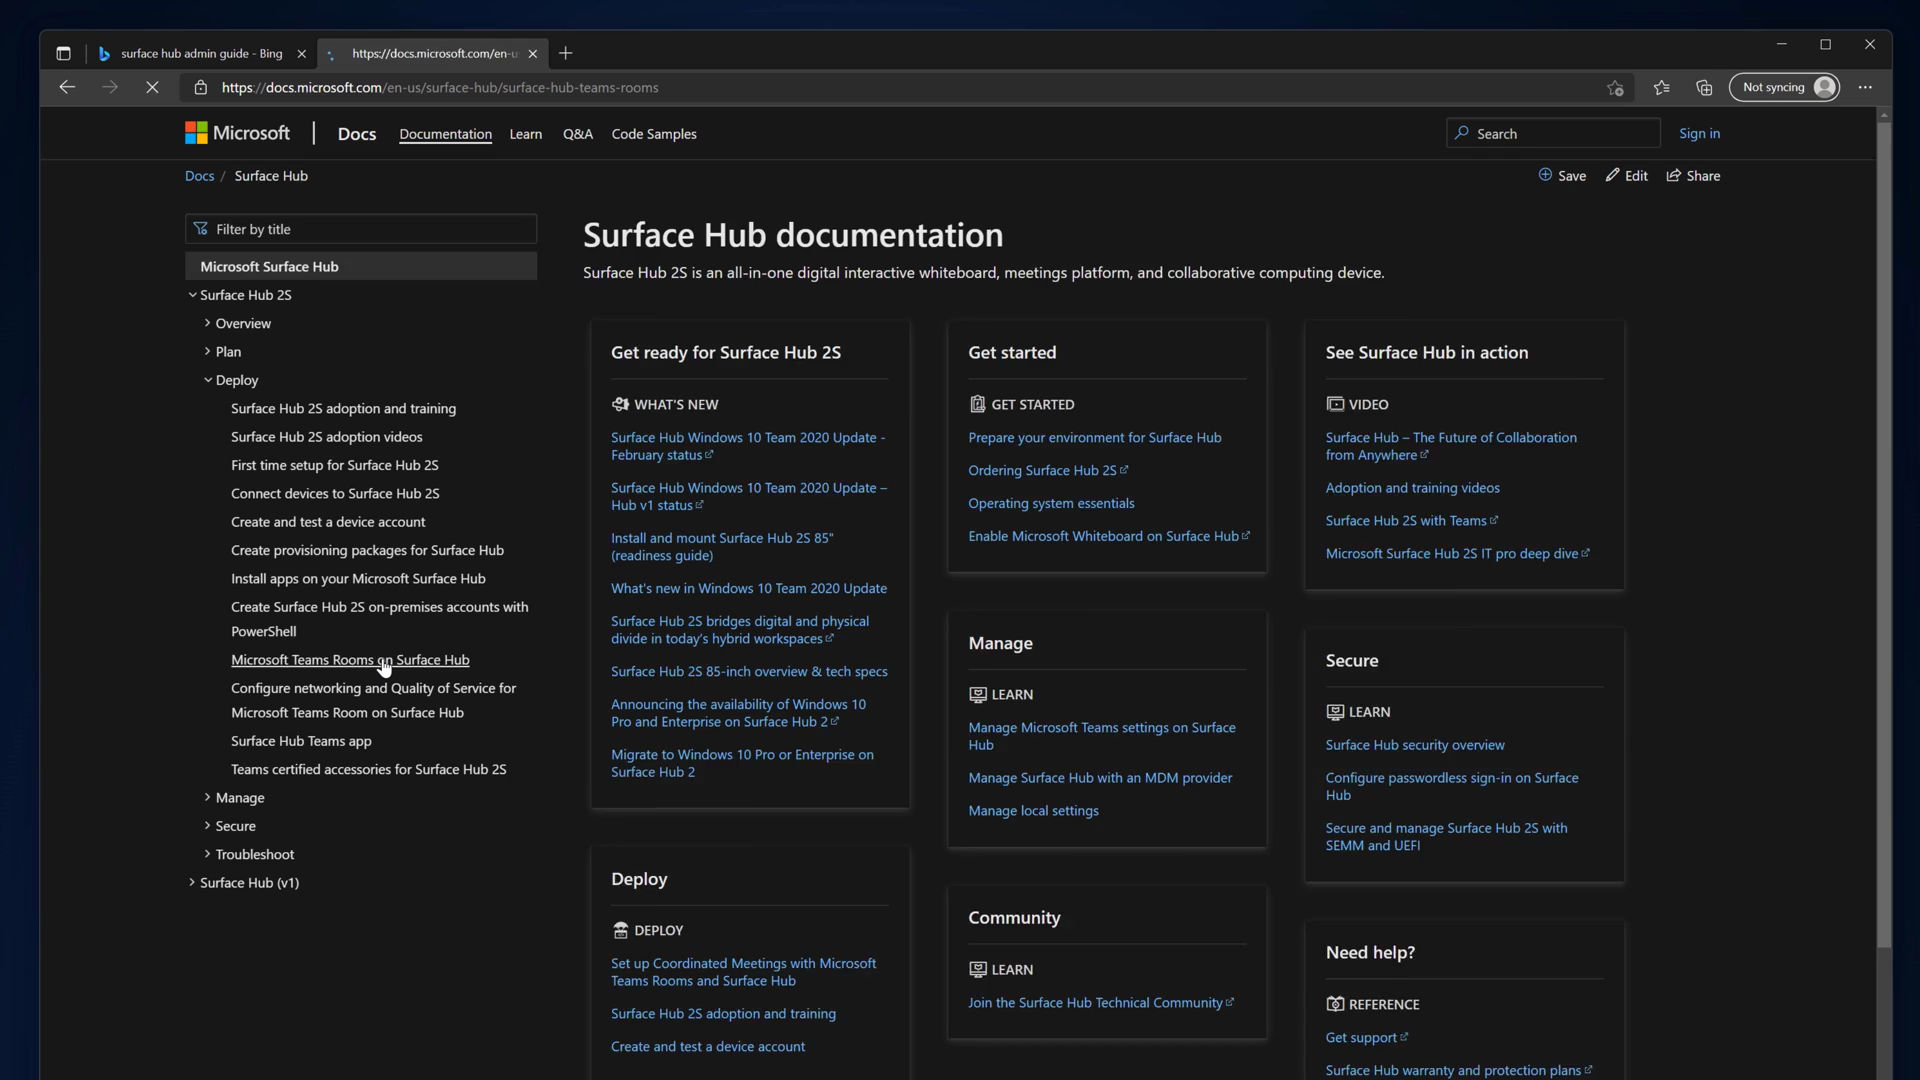 surface hub admin guide - Bing
https://docs.microsoft.com/en-u
https://docs.microsoft.com/en-us/surface-hub/surface-hub-teams-rooms
Not syncing
Microsoft
Docs
Documentation
Learn
Q&A
Code Samples
Search
Sign in
Docs / Surface Hub
Save
Edit
Share
Filter by title
Microsoft Surface Hub
Surface Hub 2S
Overview
Plan
Deploy
Surface Hub 2S adoption and training
Surface Hub 2S adoption videos
First time setup for Surface Hub 2S
Connect devices to Surface Hub 2S
Create and test a device account
Create provisioning packages for Surface Hub
Install apps on your Microsoft Surface Hub
Create Surface Hub 2S on-premises accounts with
PowerShell
Microsoft Teams Rooms on Surface Hub
Configure networking and Quality of Service for
Microsoft Teams Room on Surface Hub
Surface Hub Teams app
Teams certified accessories for Surface Hub 2S
Manage
Secure
Troubleshoot
Surface Hub (v1)
Surface Hub documentation
Surface Hub 2S is an all-in-one digital interactive whiteboard, meetings platform, and collaborative computing device.
Get ready for Surface Hub 2S
WHAT'S NEW
Surface Hub Windows 10 Team 2020 Update -
February status
Surface Hub Windows 10 Team 2020 Update –
Hub v1 status
Install and mount Surface Hub 2S 85"
(readiness guide)
What's new in Windows 10 Team 2020 Update
Surface Hub 2S bridges digital and physical
divide in today's hybrid workspaces
Surface Hub 2S 85-inch overview & tech specs
Announcing the availability of Windows 10
Pro and Enterprise on Surface Hub 2
Migrate to Windows 10 Pro or Enterprise on
Surface Hub 2
Deploy
DEPLOY
Set up Coordinated Meetings with Microsoft
Teams Rooms and Surface Hub
Surface Hub 2S adoption and training
Create and test a device account
Get started
GET STARTED
Prepare your environment for Surface Hub
Ordering Surface Hub 2S
Operating system essentials
Enable Microsoft Whiteboard on Surface Hub
Manage
LEARN
Manage Microsoft Teams settings on Surface
Hub
Manage Surface Hub with an MDM provider
Manage local settings
Community
LEARN
Join the Surface Hub Technical Community
See Surface Hub in action
VIDEO
Surface Hub – The Future of Collaboration
from Anywhere
Adoption and training videos
Surface Hub 2S with Teams
Microsoft Surface Hub 2S IT pro deep dive
Secure
LEARN
Surface Hub security overview
Configure passwordless sign-in on Surface
Hub
Secure and manage Surface Hub 2S with
SEMM and UEFI
Need help?
REFERENCE
Get support
Surface Hub warranty and protection plans